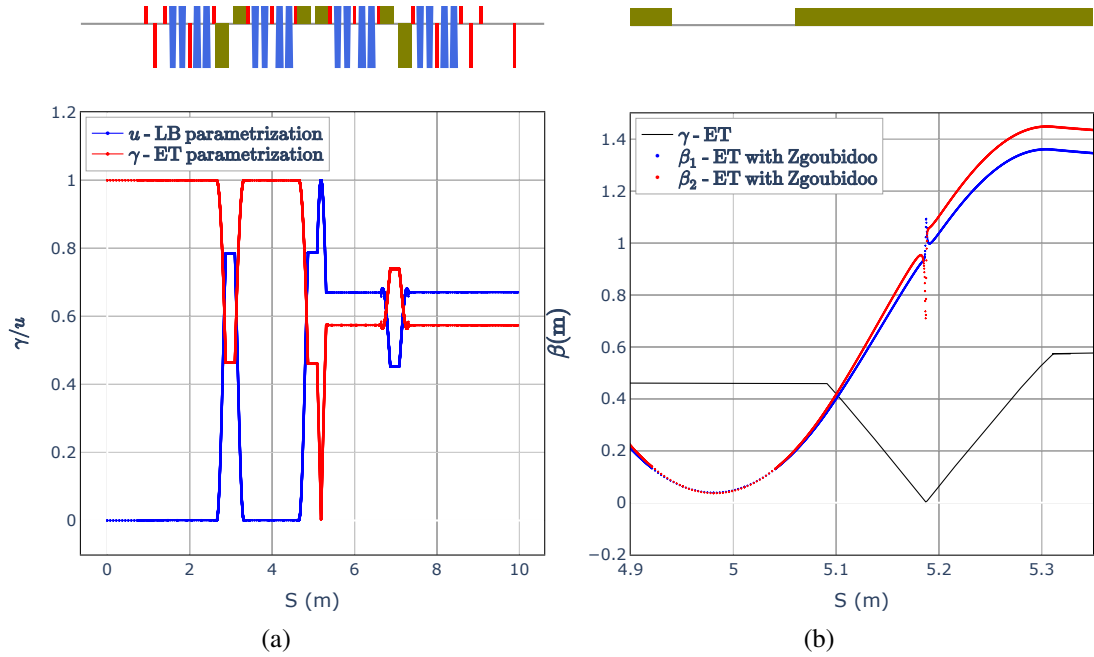 u - LB parametrization
γ - ET parametrization
γ/u
1.2
1
0.8
0.6
0.4
0.2
0
0 2 4 6 8 10
S (m)
(a)
γ - ET
β₁ - ET with Zgoubidoo
β₂ - ET with Zgoubidoo
β(m)
1.4
1.2
1
0.8
0.6
0.4
0.2
0
−0.2
4.9 5 5.1 5.2 5.3
S (m)
(b)